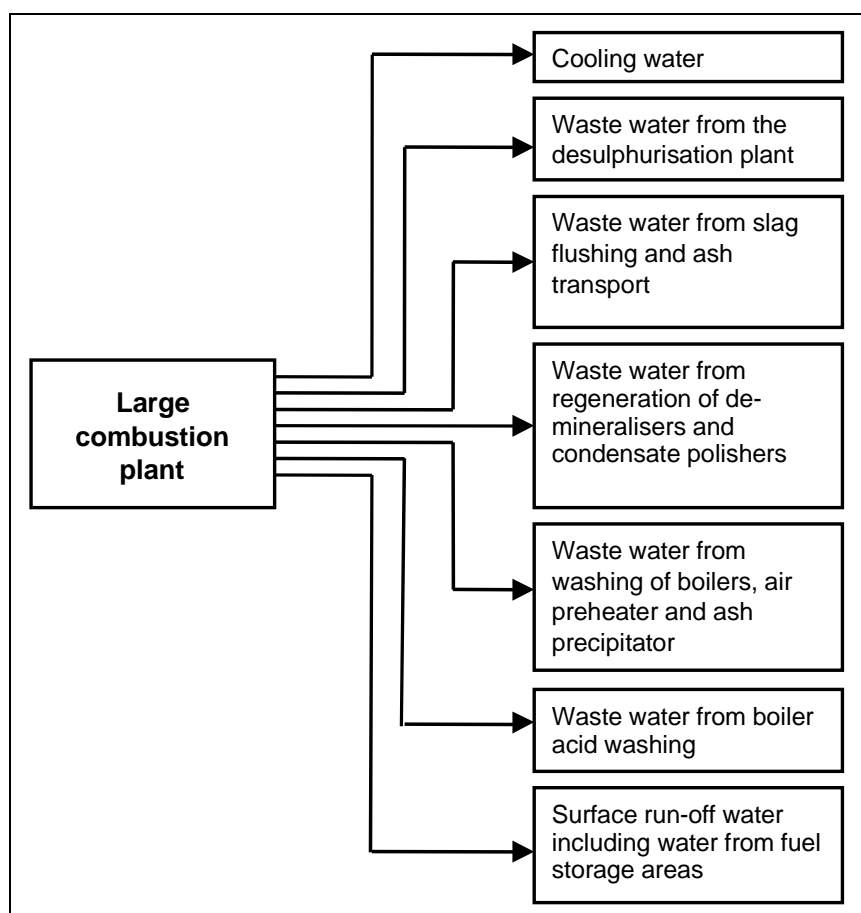 Cooling water
Waste water from the
desulphurisation plant
Waste water from slag
flushing and ash
transport
Large
combustion
plant
Waste water from
regeneration of de-
mineralisers and
condensate polishers
Waste water from
washing of boilers, air
preheater and ash
precipitator
Waste water from boiler
acid washing
Surface run-off water
including water from fuel
storage areas